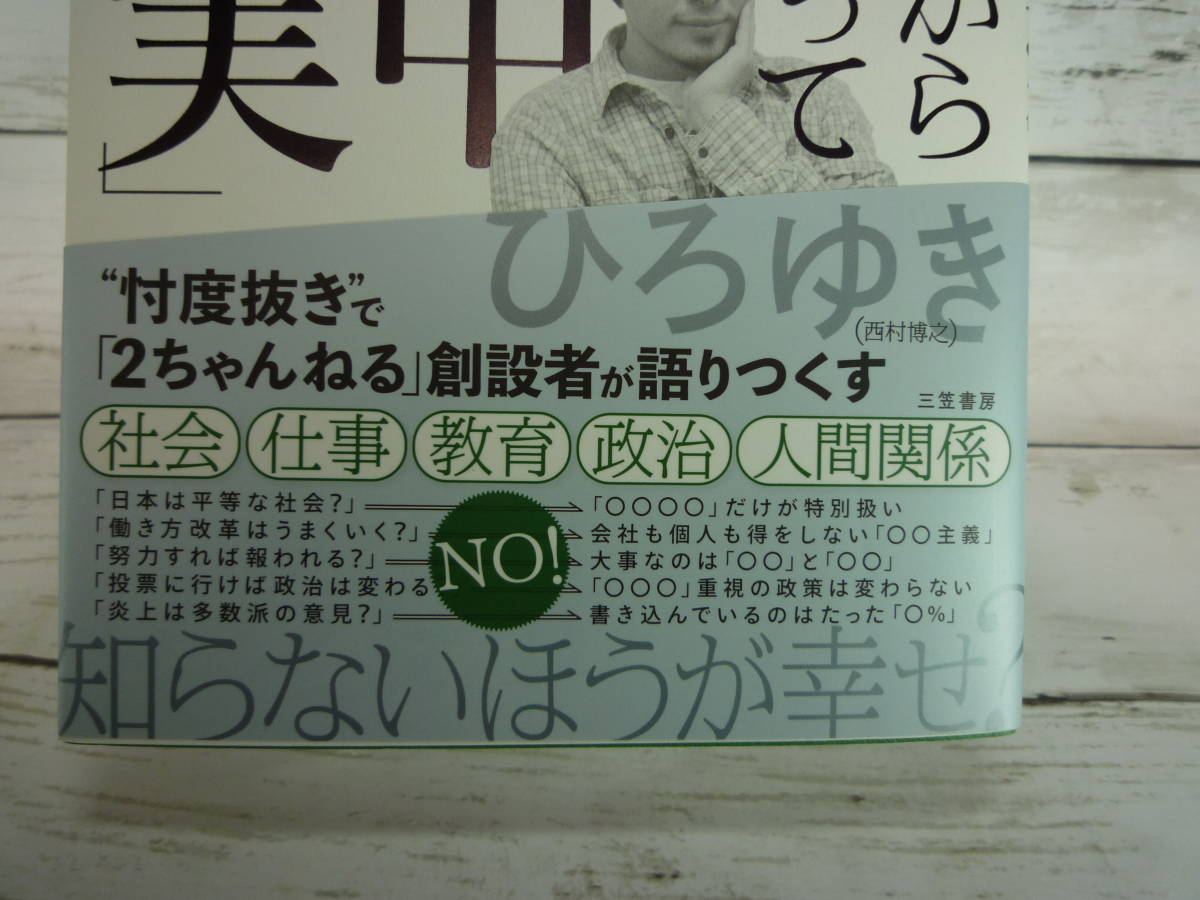 から
って
実」
中
ひろゆき
(西村博之)
“忖度抜き”で
「2ちゃんねる」創設者が語りつくす
三笠書房
社会 仕事 教育 政治 人間関係
「日本は平等な社会?」 「〇〇〇〇」だけが特別扱い
「働き方改革はうまくいく?」 会社も個人も得をしない「〇〇主義」
「努力すれば報われる?」 NO! 大事なのは「〇〇」と「〇〇」
「投票に行けば政治は変わる 「〇〇〇」重視の政策は変わらない
「炎上は多数派の意見?」 書き込んでいるのはたった「〇%」
知らないほうが幸せ?